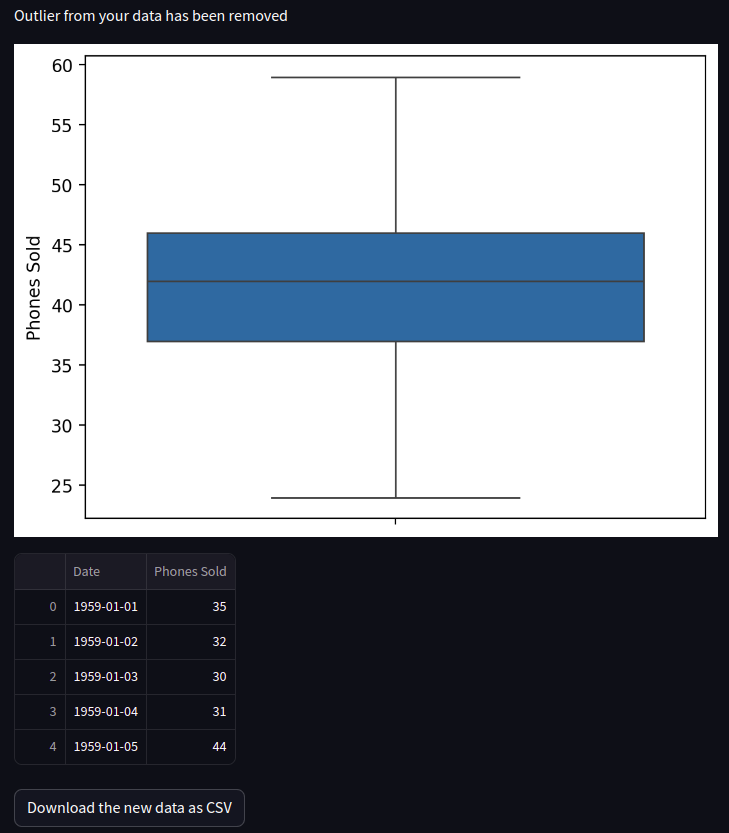 Outlier from your data has been removed
60
55
50
45
40
35
30
25
Phones Sold
Date Phones Sold
0 1959-01-01 35
1 1959-01-02 32
2 1959-01-03 30
3 1959-01-04 31
4 1959-01-05 44
Download the new data as CSV